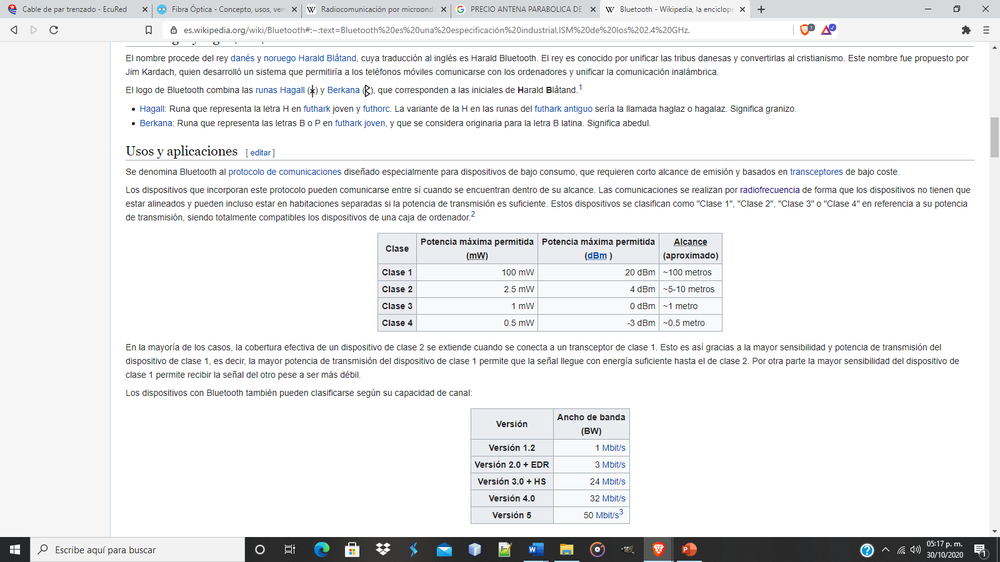 Cable de par trenzado - EcuRed
Fibra Óptica - Concepto, usos, ven
Radiocomunicación por microond
PRECIO ANTENA PARABOLICA DE
Bluetooth - Wikipedia, la enciclope
es.wikipedia.org/wiki/Bluetooth#:~:text=Bluetooth%20es%20una%20especificación%20industrial,ISM%20de%20los%202.4%20GHz.
El nombre procede del rey danés y noruego Harald Blåtand, cuya traducción al inglés es Harald Bluetooth. El rey es conocido por unificar las tribus danesas y convertirlas al cristianismo. Este nombre fue propuesto por
Jim Kardach, quien desarrolló un sistema que permitiría a los teléfonos móviles comunicarse con los ordenadores y unificar la comunicación inalámbrica.
El logo de Bluetooth combina las runas Hagall (ᚼ) y Berkana (ᛒ), que corresponden a las iniciales de Harald Blåtand.1
• Hagall: Runa que representa la letra H en futhark joven y futhorc. La variante de la H en las runas del futhark antiguo sería la llamada haglaz o hagalaz. Significa granizo.
• Berkana: Runa que representa las letras B o P en futhark joven, y que se considera originaria para la letra B latina. Significa abedul.
Usos y aplicaciones [ editar ]
Se denomina Bluetooth al protocolo de comunicaciones diseñado especialmente para dispositivos de bajo consumo, que requieren corto alcance de emisión y basados en transceptores de bajo coste.
Los dispositivos que incorporan este protocolo pueden comunicarse entre sí cuando se encuentran dentro de su alcance. Las comunicaciones se realizan por radiofrecuencia de forma que los dispositivos no tienen que
estar alineados y pueden incluso estar en habitaciones separadas si la potencia de transmisión es suficiente. Estos dispositivos se clasifican como "Clase 1", "Clase 2", "Clase 3" o "Clase 4" en referencia a su potencia
de transmisión, siendo totalmente compatibles los dispositivos de una caja de ordenador.2
Clase Potencia máxima permitida (mW) Potencia máxima permitida (dBm ) Alcance (aproximado)
Clase 1 100 mW 20 dBm ~100 metros
Clase 2 2.5 mW 4 dBm ~5-10 metros
Clase 3 1 mW 0 dBm ~1 metro
Clase 4 0.5 mW -3 dBm ~0.5 metro
En la mayoría de los casos, la cobertura efectiva de un dispositivo de clase 2 se extiende cuando se conecta a un transceptor de clase 1. Esto es así gracias a la mayor sensibilidad y potencia de transmisión del
dispositivo de clase 1, es decir, la mayor potencia de transmisión del dispositivo de clase 1 permite que la señal llegue con energía suficiente hasta el de clase 2. Por otra parte la mayor sensibilidad del dispositivo de
clase 1 permite recibir la señal del otro pese a ser más débil.
Los dispositivos con Bluetooth también pueden clasificarse según su capacidad de canal:
Versión Ancho de banda (BW)
Versión 1.2 1 Mbit/s
Versión 2.0 + EDR 3 Mbit/s
Versión 3.0 + HS 24 Mbit/s
Versión 4.0 32 Mbit/s
Versión 5 50 Mbit/s3
Escribe aquí para buscar
05:17 p. m.
30/10/2020
1